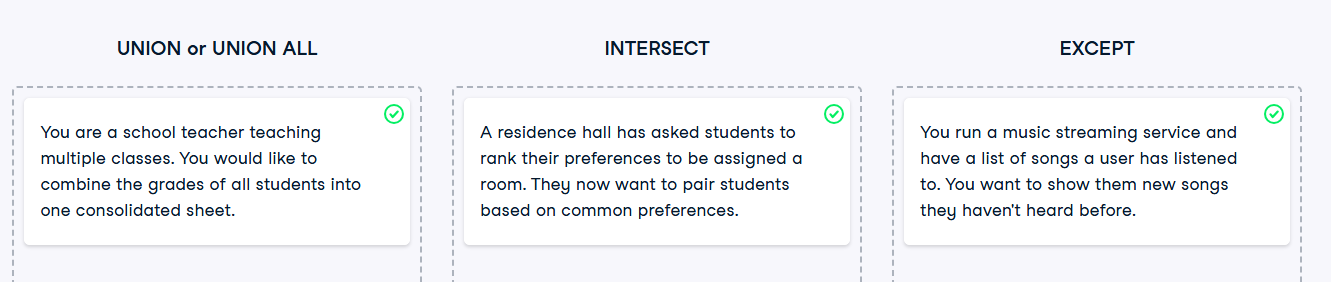 UNION or UNION ALL
You are a school teacher teaching
multiple classes. You would like to
combine the grades of all students into
one consolidated sheet.
INTERSECT
A residence hall has asked students to
rank their preferences to be assigned a
room. They now want to pair students
based on common preferences.
EXCEPT
You run a music streaming service and
have a list of songs a user has listened
to. You want to show them new songs
they haven't heard before.